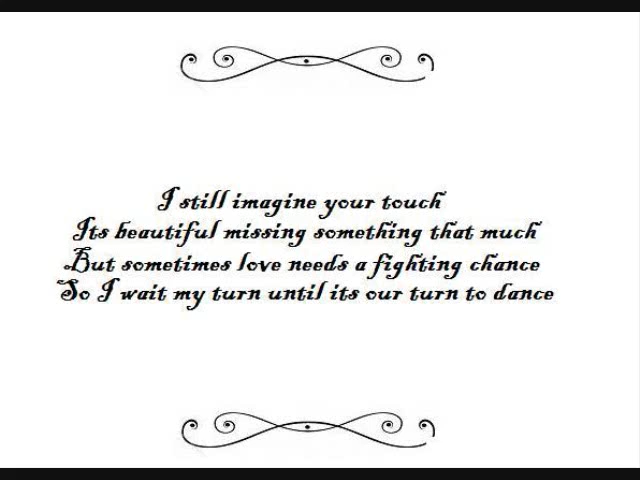 I still imagine your touch
Its beautiful missing something that much
But sometimes love needs a fighting chance
So I wait my turn until its our turn to dance